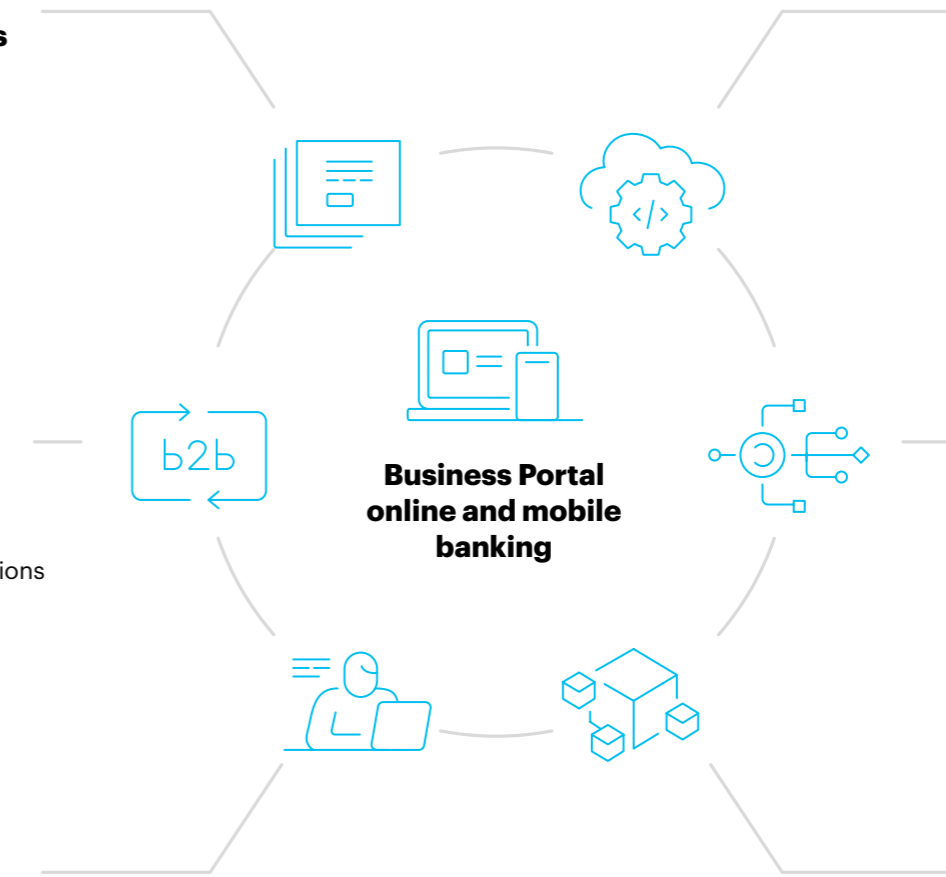 s
</>
b2b
Business Portal
online and mobile
banking
ions